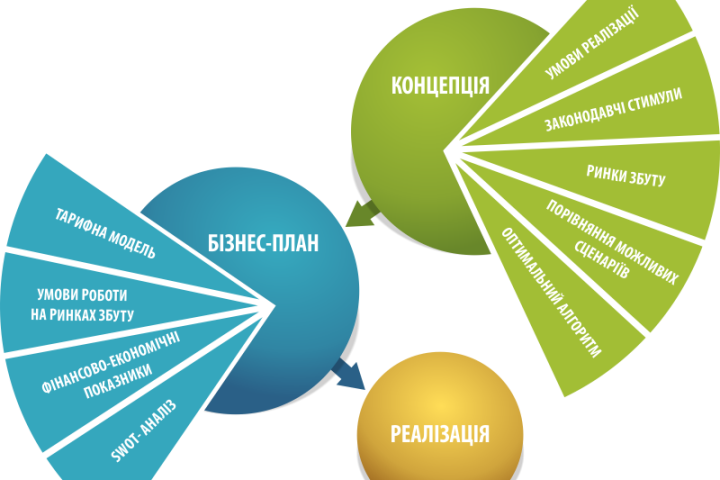 КОНЦЕПЦІЯ
УМОВИ РЕАЛІЗАЦІЇ
ЗАКОНОДАВЧІ СТИМУЛИ
РИНКИ ЗБУТУ
ПОРІВНЯННЯ МОЖЛИВИХ
СЦЕНАРІЇВ
ОПТИМАЛЬНИЙ АЛГОРИТМ
БІЗНЕС-ПЛАН
ТАРИФНА МОДЕЛЬ
УМОВИ РОБОТИ
НА РИНКАХ ЗБУТУ
ФІНАНСОВО-ЕКОНОМІЧНІ
ПОКАЗНИКИ
SWOT- АНАЛІЗ
РЕАЛІЗАЦІЯ